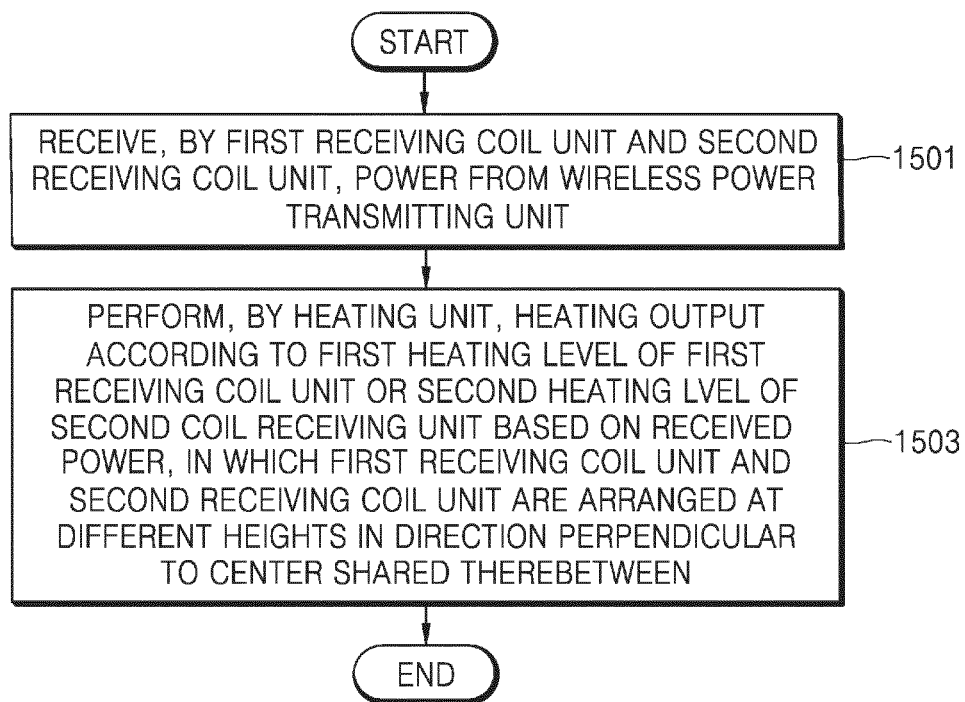 START
RECEIVE, BY FIRST RECEIVING COIL UNIT AND SECOND
RECEIVING COIL UNIT, POWER FROM WIRELESS POWER
TRANSMITTING UNIT
1501
PERFORM, BY HEATING UNIT, HEATING OUTPUT
ACCORDING TO FIRST HEATING LEVEL OF FIRST
RECEIVING COIL UNIT OR SECOND HEATING LVEL OF
SECOND COIL RECEIVING UNIT BASED ON RECEIVED
POWER, IN WHICH FIRST RECEIVING COIL UNIT AND
SECOND RECEIVING COIL UNIT ARE ARRANGED AT
DIFFERENT HEIGHTS IN DIRECTION PERPENDICULAR
TO CENTER SHARED THEREBETWEEN
1503
END